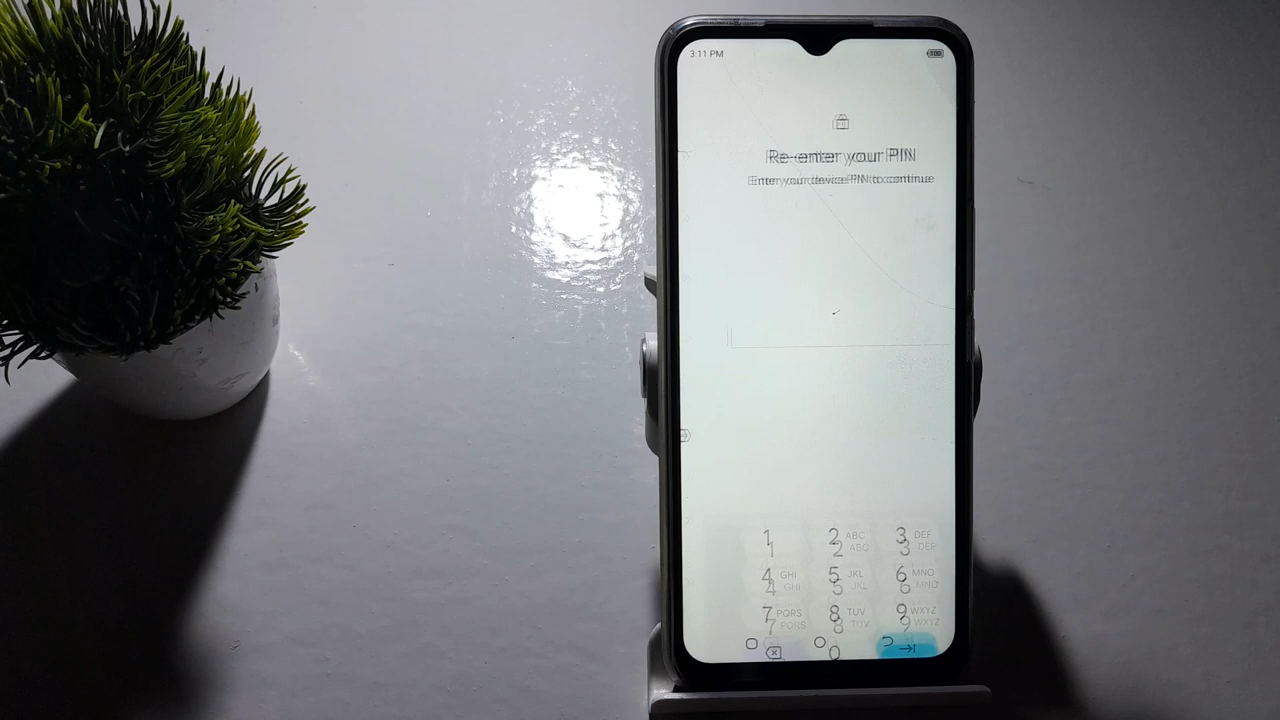 3:11 PM
100
Re-enter your PIN
Enter your device PIN to continue
1 2 ABC 3 DEF
4 GHI 5 JKL 6 MNO
7 PQRS 8 TUV 9 WXYZ
0